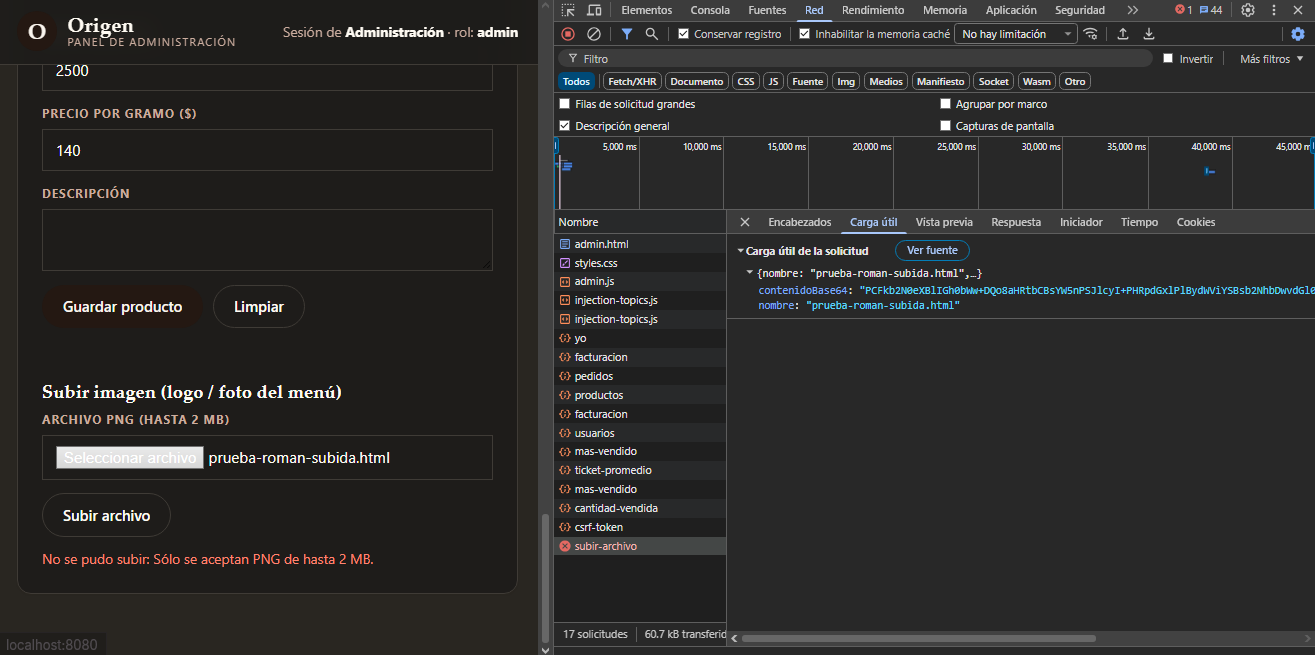 O
Origen
PANEL DE ADMINISTRACIÓN
Sesión de Administración · rol: admin
2500
PRECIO POR GRAMO ($)
140
DESCRIPCIÓN
Guardar producto
Limpiar
Subir imagen (logo / foto del menú)
ARCHIVO PNG (HASTA 2 MB)
Seleccionar archivo prueba-roman-subida.html
Subir archivo
No se pudo subir: Sólo se aceptan PNG de hasta 2 MB.
localhost:8080
Elementos Consola Fuentes Red Rendimiento Memoria Aplicación Seguridad 1 44
Conservar registro Inhabilitar la memoria caché No hay limitación
Filtro Invertir Más filtros
Todos Fetch/XHR Documento CSS JS Fuente Img Medios Manifiesto Socket Wasm Otro
Filas de solicitud grandes Agrupar por marco
Descripción general Capturas de pantalla
5,000 ms 10,000 ms 15,000 ms 20,000 ms 25,000 ms 30,000 ms 35,000 ms 40,000 ms 45,000 m
Nombre
admin.html
styles.css
admin.js
injection-topics.js
injection-topics.js
yo
facturacion
pedidos
productos
facturacion
usuarios
mas-vendido
ticket-promedio
mas-vendido
cantidad-vendida
csrf-token
subir-archivo
17 solicitudes 60.7 kB transferid
Encabezados Carga útil Vista previa Respuesta Iniciador Tiempo Cookies
Carga útil de la solicitud Ver fuente
{nombre: "prueba-roman-subida.html",…}
contenidoBase64:
nombre: "prueba-roman-subida.html"